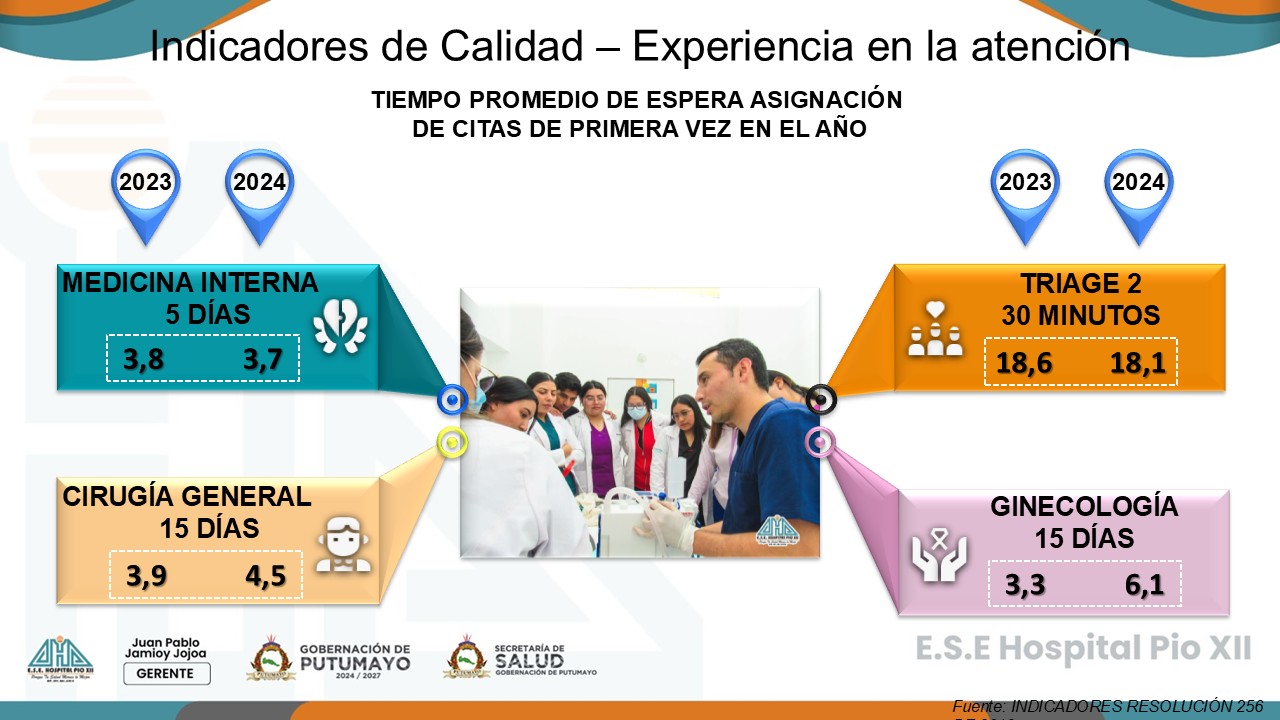 Indicadores de Calidad – Experiencia en la atención
TIEMPO PROMEDIO DE ESPERA ASIGNACIÓN
DE CITAS DE PRIMERA VEZ EN EL AÑO
2023
2024
2023
2024
MEDICINA INTERNA
5 DÍAS
3,8 3,7
TRIAGE 2
30 MINUTOS
18,6 18,1
CIRUGÍA GENERAL
15 DÍAS
3,9 4,5
GINECOLOGÍA
15 DÍAS
3,3 6,1
E.S.E. HOSPITAL PIO XII
E.S.E. HOSPITAL PIO XII
Juan Pablo
Jamioy Jojoa
GERENTE
GOBERNACIÓN DE
PUTUMAYO
2024 / 2027
SECRETARÍA DE
SALUD
GOBERNACIÓN DE PUTUMAYO
E.S.E Hospital Pio XII
Fuente: INDICADORES RESOLUCIÓN 256